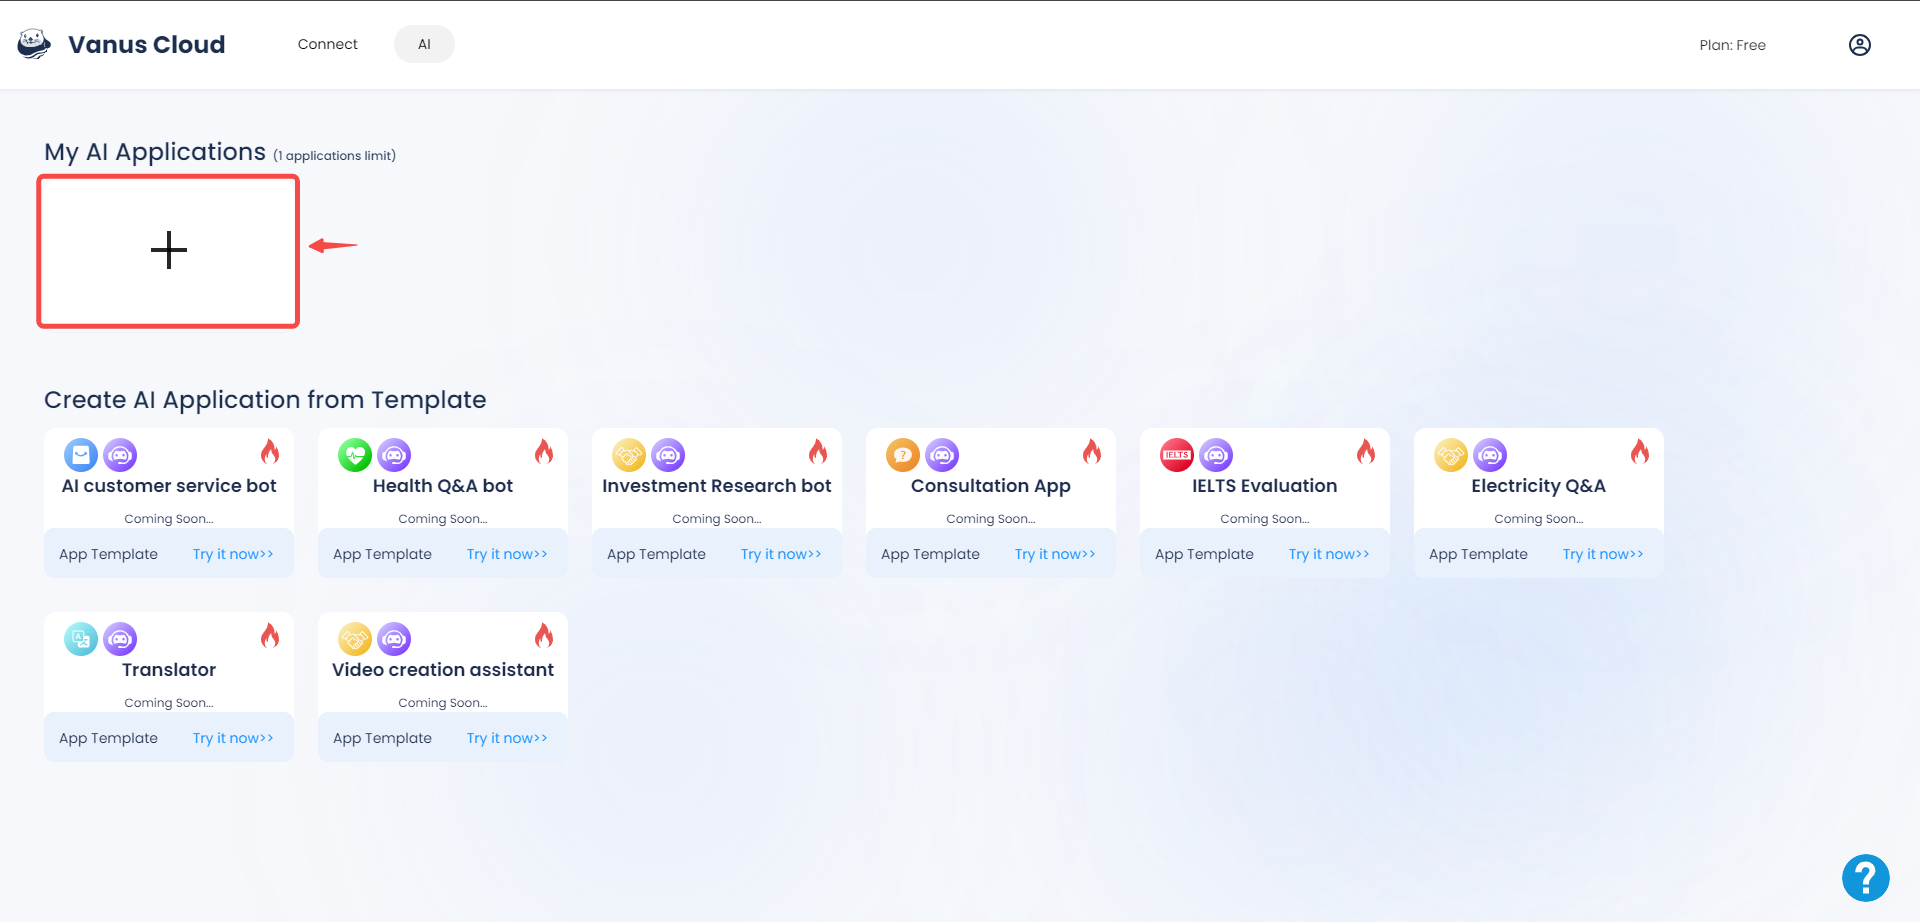 Vanus Cloud
Connect
AI
Plan: Free
My AI Applications (1 applications limit)
Create AI Application from Template
AI customer service bot
Coming Soon...
App Template Try it now>>
Health Q&A bot
Coming Soon...
App Template Try it now>>
Investment Research bot
Coming Soon...
App Template Try it now>>
Consultation App
Coming Soon...
App Template Try it now>>
IELTS
IELTS Evaluation
Coming Soon...
App Template Try it now>>
Electricity Q&A
Coming Soon...
App Template Try it now>>
Translator
Coming Soon...
App Template Try it now>>
Video creation assistant
Coming Soon...
App Template Try it now>>